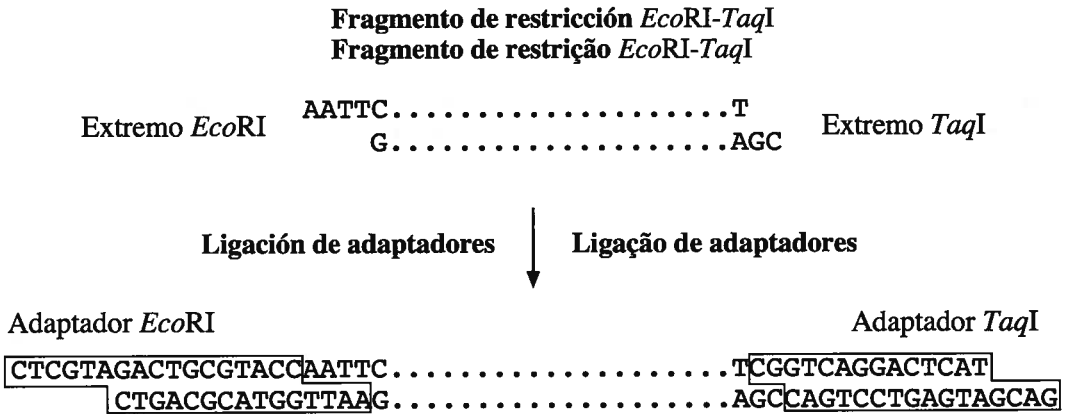 Fragmento de restricción EcoRI-TaqI
Fragmento de restrição EcoRI-TaqI
Extremo EcoRI AATTC.....................T Extremo TaqI
G.....................AGC
Ligación de adaptadores Ligação de adaptadores
Adaptador EcoRI Adaptador TaqI
CTCGTAGACTGCGTACCAATTC.....................TCGGTCAGGACTCAT
CTGACGCATGGTTAAG.....................AGCCAGTCCTGAGTAGCAG